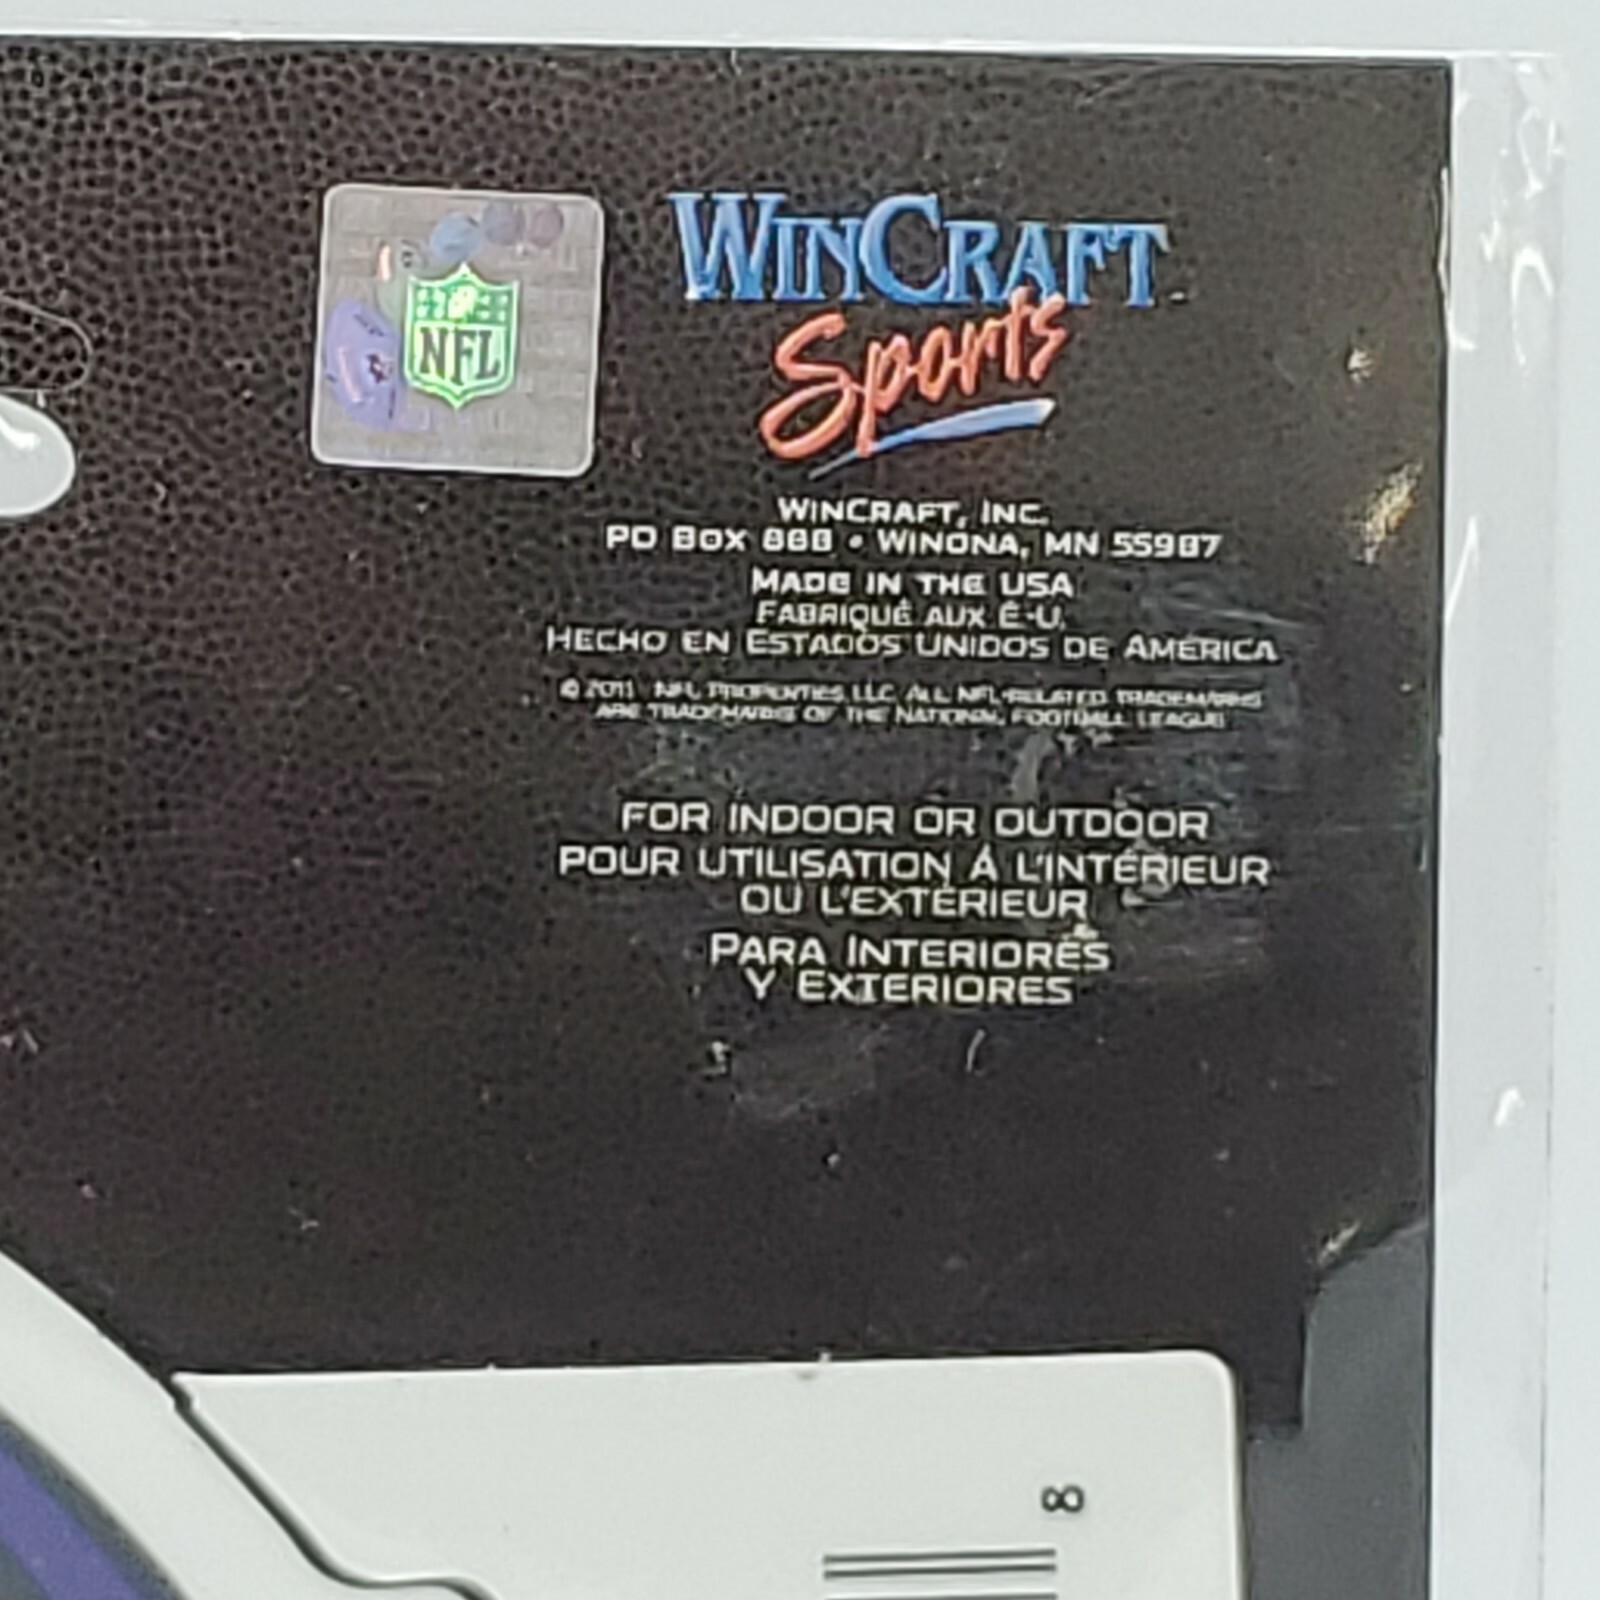 NFL
WINCRAFT
Sports
WINCRAFT, INC.
PO BOX 888 • WINONA, MN 55987
MADE IN THE USA
FABRIQUÉ AUX É-U.
HECHO EN ESTADOS UNIDOS DE AMÉRICA
© 2011 NFL PROPERTIES LLC. ALL NFL-RELATED TRADEMARKS
ARE TRADEMARKS OF THE NATIONAL FOOTBALL LEAGUE
FOR INDOOR OR OUTDOOR
POUR UTILISATION À L'INTÉRIEUR
OU L'EXTÉRIEUR
PARA INTERIORES
Y EXTERIORES
8